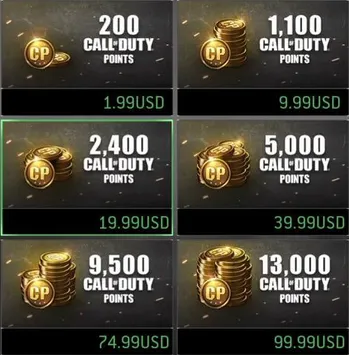 200
CALL OF DUTY
POINTS
CP
1.99USD
1,100
CALL OF DUTY
POINTS
CP
9.99USD
2,400
CALL OF DUTY
POINTS
CP
19.99USD
5,000
CALL OF DUTY
POINTS
CP
39.99USD
9,500
CALL OF DUTY
POINTS
CP
74.99USD
13,000
CALL OF DUTY
POINTS
CP
99.99USD